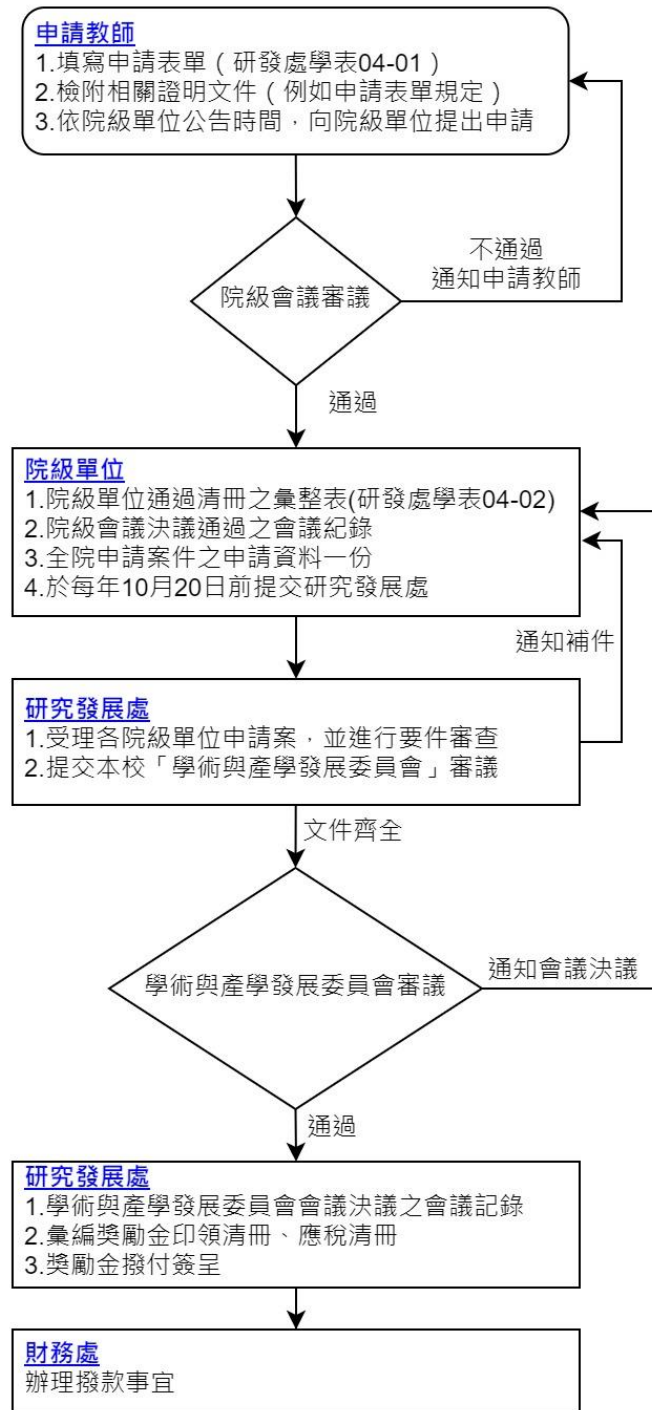 申請教師
1.填寫申請表單（研發處學表04-01）
2.檢附相關證明文件（例如申請表單規定）
3.依院級單位公告時間，向院級單位提出申請
不通過
通知申請教師
院級會議審議
通過
院級單位
1.院級單位通過清冊之彙整表(研發處學表04-02)
2.院級會議決議通過之會議紀錄
3.全院申請案件之申請資料一份
4.於每年10月20日前提交研究發展處
通知補件
研究發展處
1.受理各院級單位申請案，並進行要件審查
2.提交本校「學術與產學發展委員會」審議
文件齊全
學術與產學發展委員會審議
通知會議決議
通過
研究發展處
1.學術與產學發展委員會會議決議之會議記錄
2.彙編獎勵金印領清冊、應稅清冊
3.獎勵金撥付簽呈
財務處
辦理撥款事宜